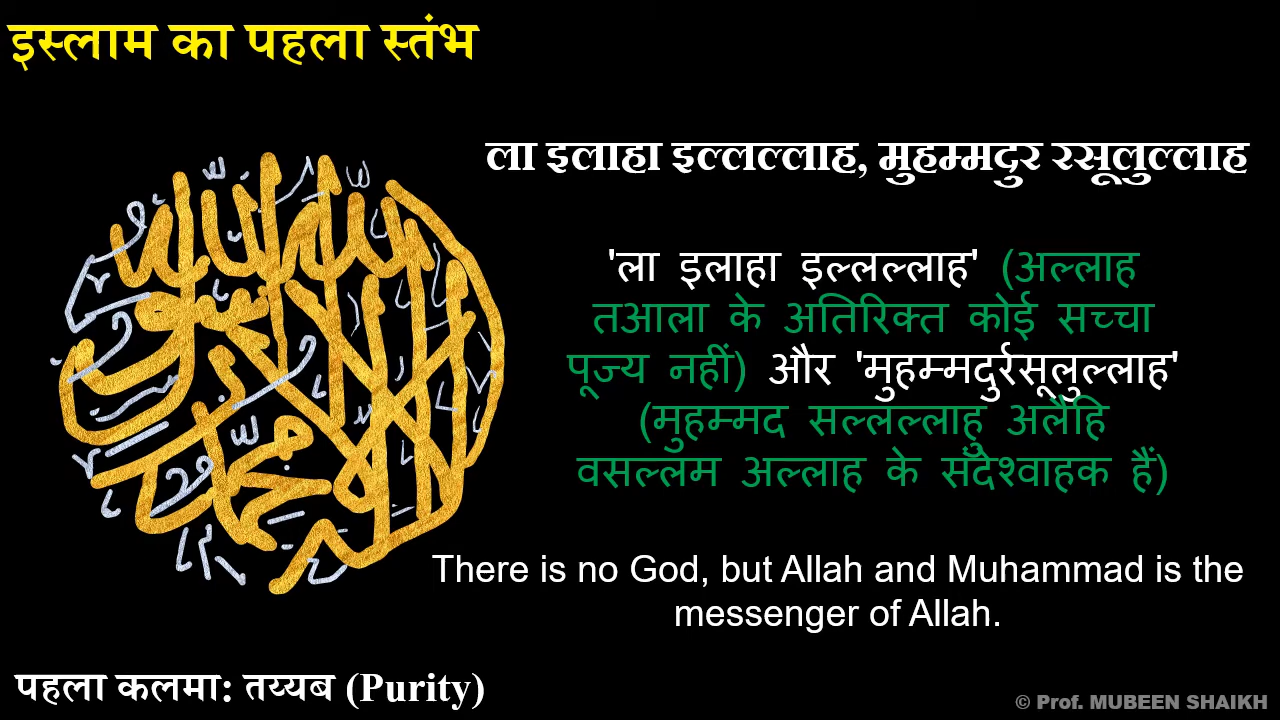 इस्लाम का पहला स्तंभ
ला इलाहा इल्लल्लाह, मुहम्मदुर रसूलुल्लाह
'ला इलाहा इल्लल्लाह' (अल्लाह
तआला के अतिरिक्त कोई सच्चा
पूज्य नहीं) और 'मुहम्मदुर्रसूलुल्लाह'
(मुहम्मद सल्लल्लाहु अलैहि
वसल्लम अल्लाह के संदेश्वाहक हैं)
There is no God, but Allah and Muhammad is the
messenger of Allah.
पहला कलमा: तय्यब (Purity)
© Prof. MUBEEN SHAIKH